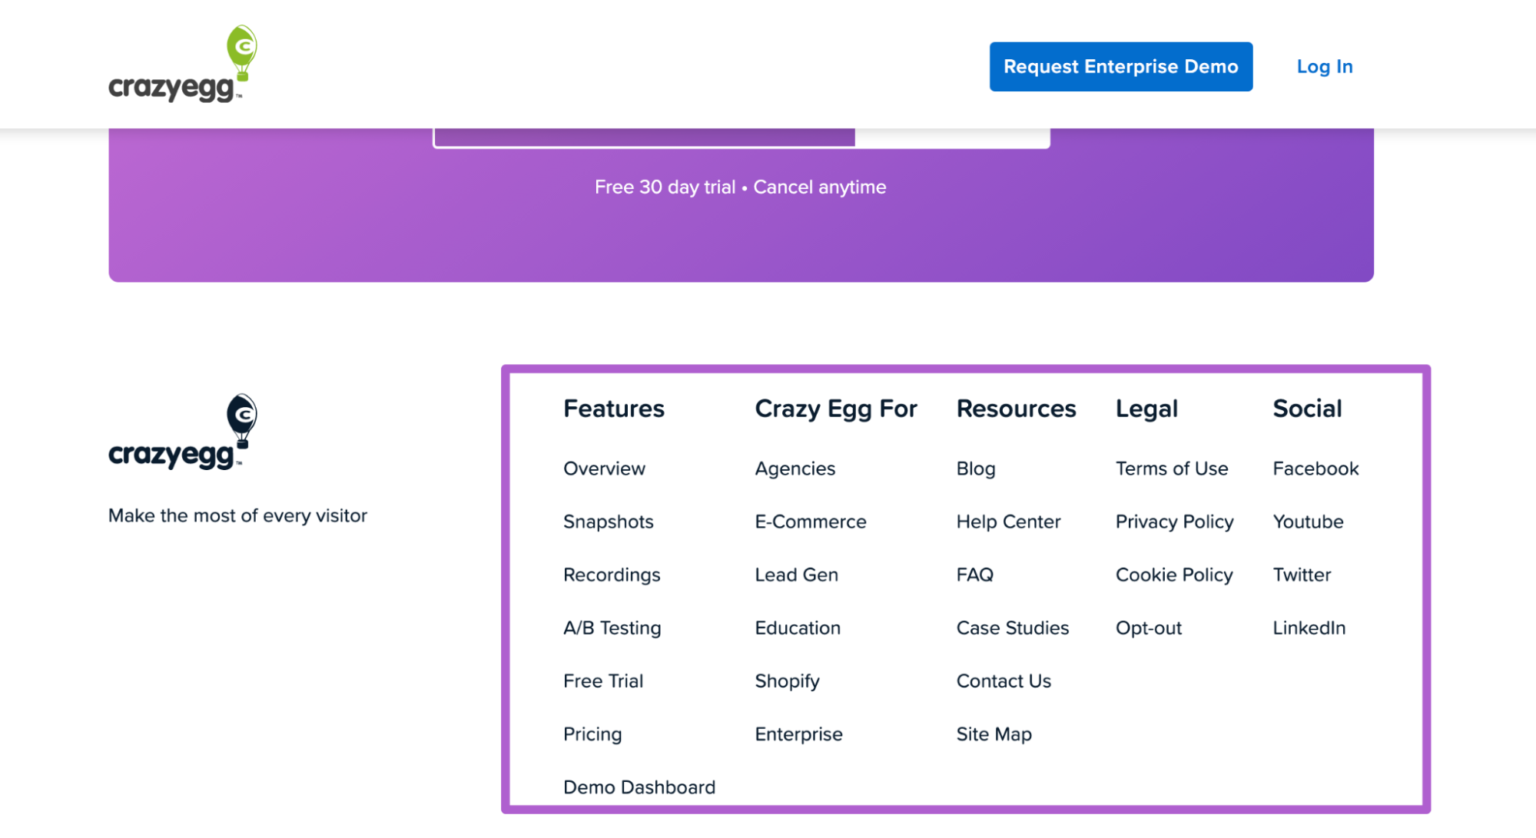 crazyegg™
Request Enterprise Demo
Log In
Free 30 day trial • Cancel anytime
crazyegg™
Make the most of every visitor
Features
Overview
Snapshots
Recordings
A/B Testing
Free Trial
Pricing
Demo Dashboard
Crazy Egg For
Agencies
E-Commerce
Lead Gen
Education
Shopify
Enterprise
Resources
Blog
Help Center
FAQ
Case Studies
Contact Us
Site Map
Legal
Terms of Use
Privacy Policy
Cookie Policy
Opt-out
Social
Facebook
Youtube
Twitter
LinkedIn